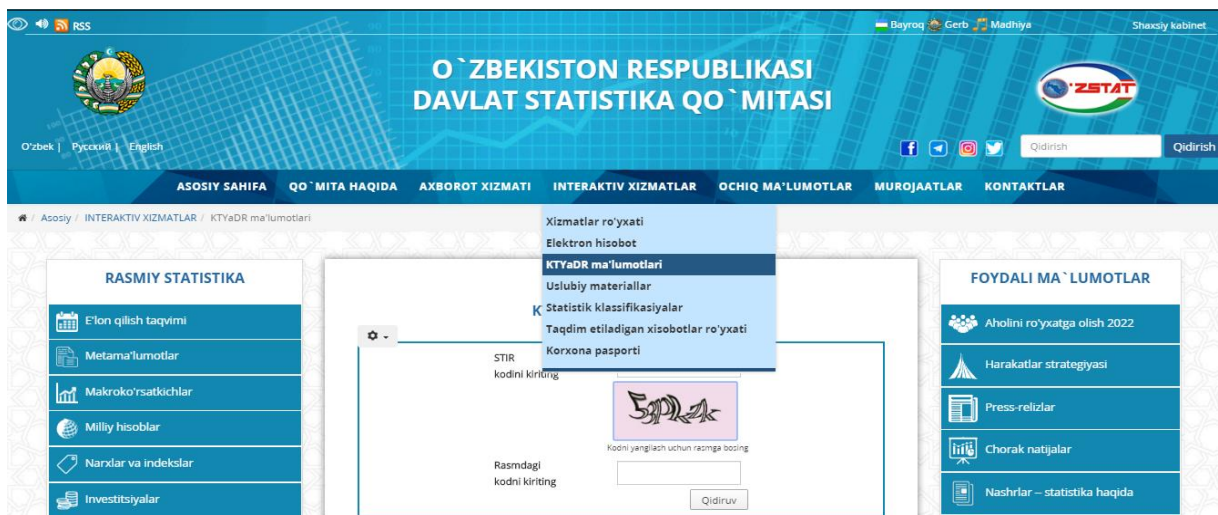 RSS
Bayroq Gerb Madhiya
Shaxsiy kabinet
O`ZBEKISTON RESPUBLIKASI
DAVLAT STATISTIKA QO`MITASI
O'ZSTAT
O'zbek | Русский | English
Qidirish
Qidirish
ASOSIY SAHIFA QO`MITA HAQIDA AXBOROT XIZMATI INTERAKTIV XIZMATLAR OCHIQ MA'LUMOTLAR MUROJAATLAR KONTAKTLAR
/ Asosiy / INTERAKTIV XIZMATLAR / KTYaDR ma'lumotlari
Xizmatlar ro'yxati
Elektron hisobot
KTYaDR ma'lumotlari
Uslubiy materiallar
Statistik klassifikasiyalar
Taqdim etiladigan xisobotlar ro'yxati
Korxona pasporti
RASMIY STATISTIKA
E'lon qilish taqvimi
Metama'lumotlar
Makroko'rsatkichlar
Milliy hisoblar
Narxlar va indekslar
Investitsiyalar
K
STIR
kodini kiriting
Kodni yangilash uchun rasmga bosing
Rasmdagi
kodni kiriting
Qidiruv
FOYDALI MA`LUMOTLAR
Aholini ro'yxatga olish 2022
Harakatlar strategiyasi
Press-relizlar
Chorak natijalar
Nashrlar – statistika haqida